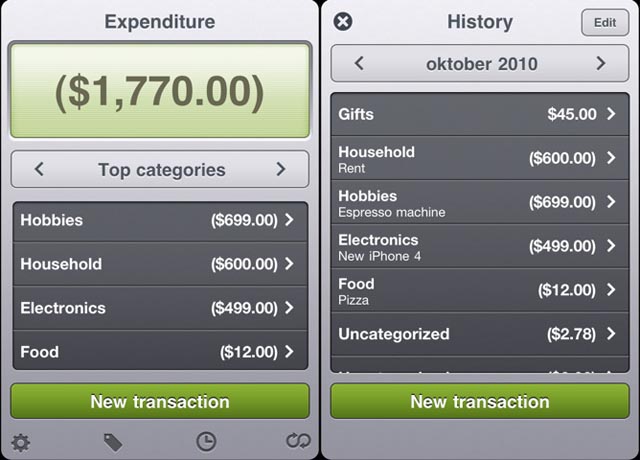 Expenditure
($1,770.00)
Top categories
Hobbies ($699.00)
Household ($600.00)
Electronics ($499.00)
Food ($12.00)
New transaction
History
Edit
oktober 2010
Gifts $45.00
Household ($600.00)
Rent
Hobbies ($699.00)
Espresso machine
Electronics ($499.00)
New iPhone 4
Food ($12.00)
Pizza
Uncategorized ($2.78)
New transaction